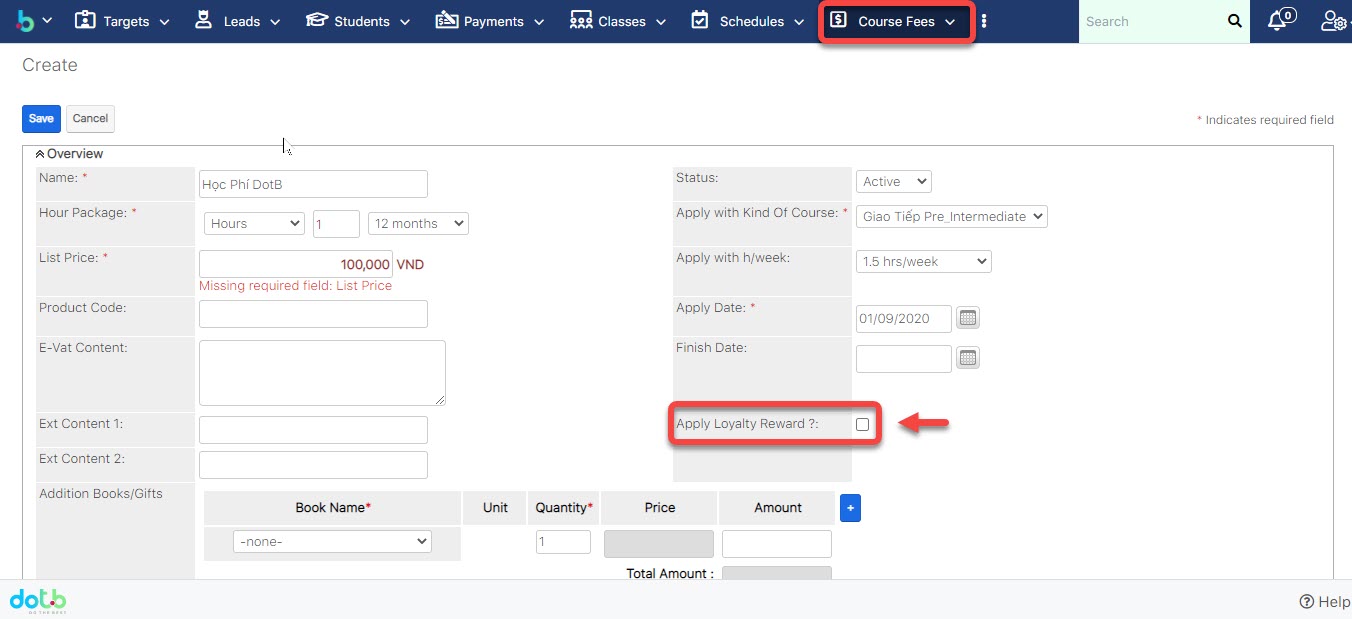 Targets Leads Students Payments Classes Schedules Course Fees Search 0
Create
Save Cancel * Indicates required field
Overview
Name: * Học Phí DotB Status: Active
Hour Package: * Hours 1 12 months Apply with Kind Of Course: * Giao Tiếp Pre_Intermediate
List Price: * 100,000 VND Apply with h/week: 1.5 hrs/week
Missing required field: List Price
Product Code: Apply Date: * 01/09/2020
E-Vat Content: Finish Date:
Ext Content 1: Apply Loyalty Reward ?:
Ext Content 2:
Addition Books/Gifts Book Name* Unit Quantity* Price Amount +
-none- 1
Total Amount :
dotb Help